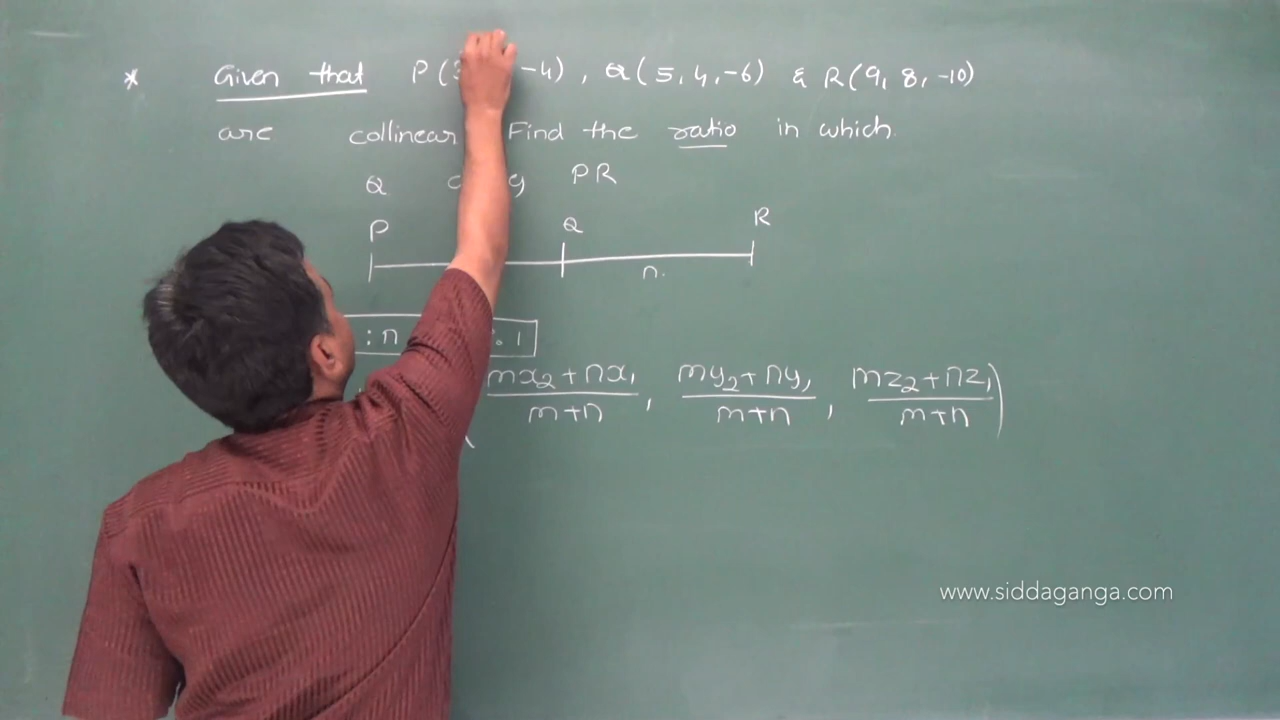 * Given that P(3 -4), Q(5, 4, -6) & R(9, 8, -10)
are collinear Find the ratio in which
Q PR
P Q R
n.
: n : 1
mx₂+nx₁/m+n, my₂+ny₁/m+n, mz₂+nz₁/m+n)
www.siddaganga.com